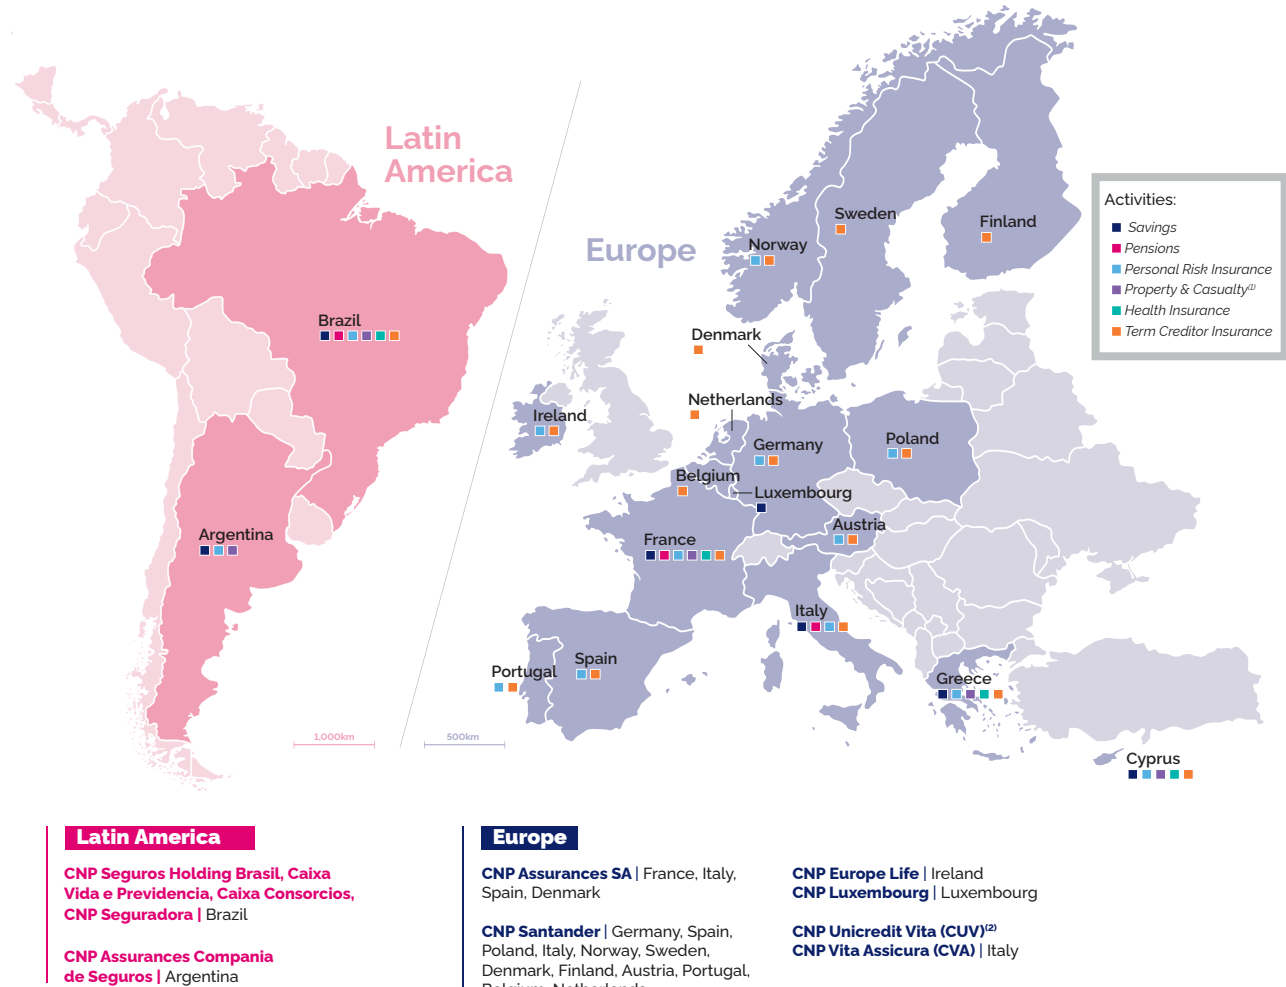 Latin
America
Europe
Sweden
Finland
Norway
Activities:
Savings
Pensions
Personal Risk Insurance
Property & Casualty(1)
Health Insurance
Term Creditor Insurance
Brazil
Denmark
Netherlands
Ireland
Germany
Poland
Belgium
Luxembourg
Argentina
Austria
France
Italy
Portugal
Spain
Greece
1,000km
500km
Cyprus
Latin America
CNP Seguros Holding Brasil, Caixa
Vida e Previdencia, Caixa Consorcios,
CNP Seguradora | Brazil
CNP Assurances Compania
de Seguros | Argentina
Europe
CNP Assurances SA | France, Italy,
Spain, Denmark
CNP Santander | Germany, Spain,
Poland, Italy, Norway, Sweden,
Denmark, Finland, Austria, Portugal,
Belgium, Netherlands
CNP Europe Life | Ireland
CNP Luxembourg | Luxembourg
CNP Unicredit Vita (CUV)(2)
CNP Vita Assicura (CVA) | Italy